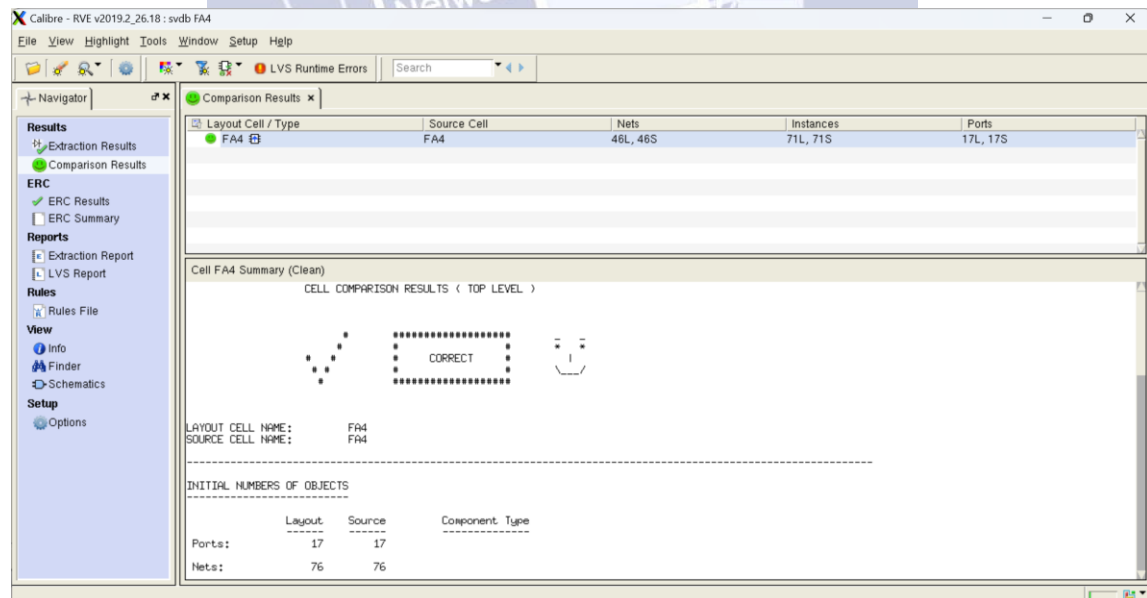 Netw
Calibre - RVE v2019.2_26.18 : svdb FA4
File View Highlight Tools Window Setup Help
LVS Runtime Errors Search
Navigator Comparison Results
Results
Extraction Results
Comparison Results
ERC
ERC Results
ERC Summary
Reports
Extraction Report
LVS Report
Rules
Rules File
View
Info
Finder
Schematics
Setup
Options
Layout Cell / Type Source Cell Nets Instances Ports
FA4 FA4 46L, 46S 71L, 71S 17L, 17S
Cell FA4 Summary (Clean)
CELL COMPARISON RESULTS ( TOP LEVEL )
CORRECT
LAYOUT CELL NAME: FA4
SOURCE CELL NAME: FA4
INITIAL NUMBERS OF OBJECTS
Layout Source Component Type
Ports: 17 17
Nets: 76 76